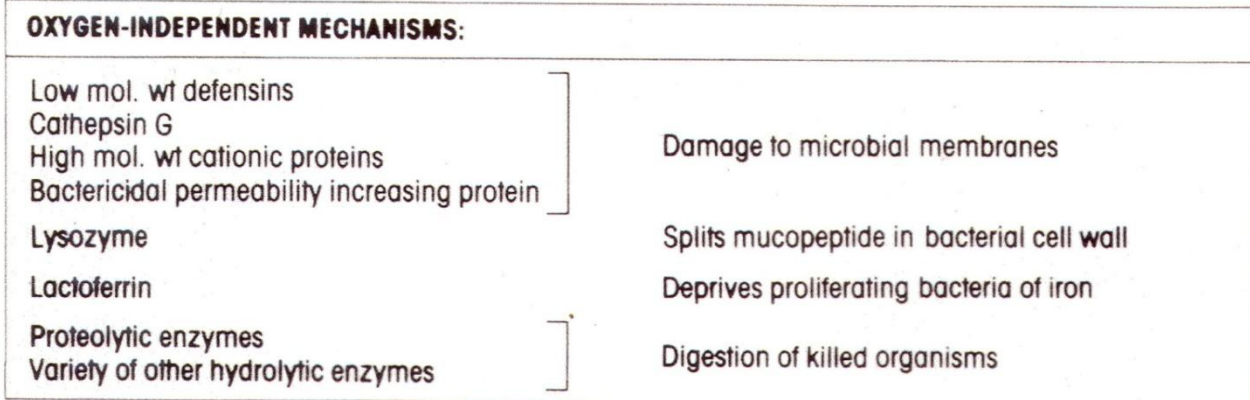 OXYGEN-INDEPENDENT MECHANISMS:
Low mol. wt defensins
Cathepsin G
High mol. wt cationic proteins
Bactericidal permeability increasing protein
Damage to microbial membranes
Lysozyme
Splits mucopeptide in bacterial cell wall
Lactoferrin
Deprives proliferating bacteria of iron
Proteolytic enzymes
Variety of other hydrolytic enzymes
Digestion of killed organisms